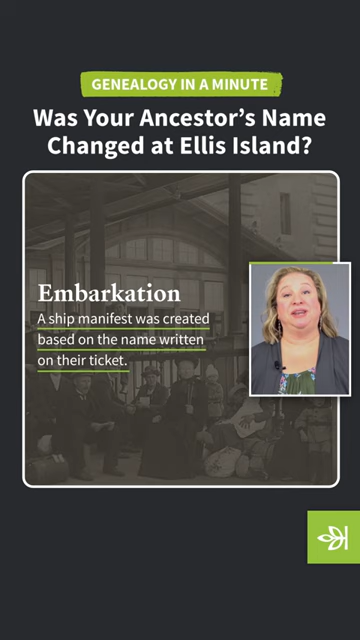 GENEALOGY IN A MINUTE
Was Your Ancestor’s Name
Changed at Ellis Island?
Embarkation
A ship manifest was created
based on the name written
on their ticket.